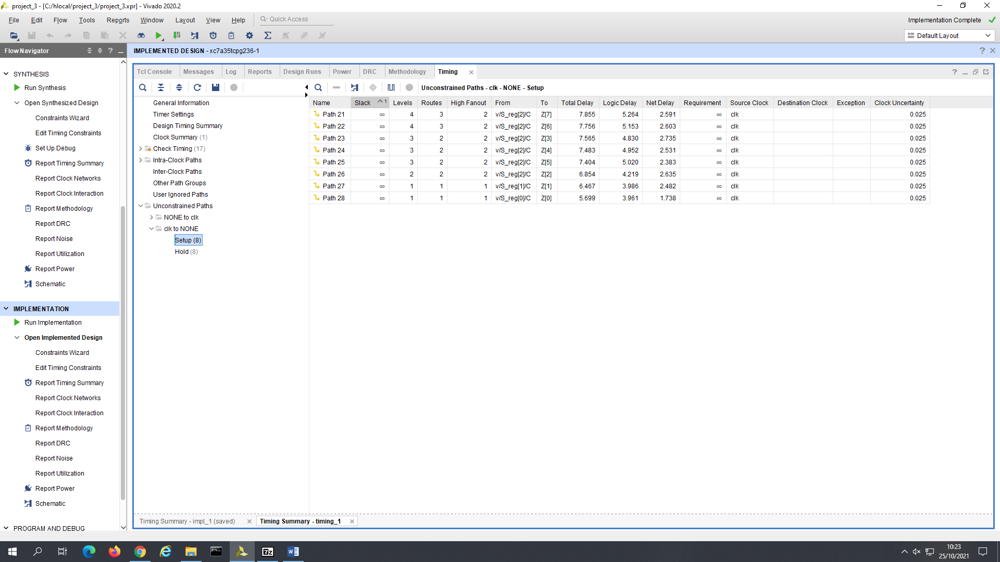 project_3 - [C:/hlocal/project_3/project_3.xpr] - Vivado 2020.2
File Edit Flow Tools Reports Window Layout View Help Quick Access
Implementation Complete
Default Layout
Flow Navigator
IMPLEMENTED DESIGN - xc7a35tcpg236-1
SYNTHESIS
Run Synthesis
Open Synthesized Design
Constraints Wizard
Edit Timing Constraints
Set Up Debug
Report Timing Summary
Report Clock Networks
Report Clock Interaction
Report Methodology
Report DRC
Report Noise
Report Utilization
Report Power
Schematic
IMPLEMENTATION
Run Implementation
Open Implemented Design
Constraints Wizard
Edit Timing Constraints
Report Timing Summary
Report Clock Networks
Report Clock Interaction
Report Methodology
Report DRC
Report Noise
Report Utilization
Report Power
Schematic
PROGRAM AND DEBUG
Tcl Console Messages Log Reports Design Runs Power DRC Methodology Timing
General Information
Timer Settings
Design Timing Summary
Clock Summary (1)
Check Timing (17)
Intra-Clock Paths
Inter-Clock Paths
Other Path Groups
User Ignored Paths
Unconstrained Paths
NONE to clk
clk to NONE
Setup (8)
Hold (8)
Unconstrained Paths - clk - NONE - Setup
Name Slack 1 Levels Routes High Fanout From To Total Delay Logic Delay Net Delay Requirement Source Clock Destination Clock Exception Clock Uncertainty
Path 21 ∞ 4 3 2 v/S_reg[2]/C Z[7] 7.855 5.264 2.591 ∞ clk 0.025
Path 22 ∞ 4 3 2 v/S_reg[2]/C Z[6] 7.756 5.153 2.603 ∞ clk 0.025
Path 23 ∞ 3 2 2 v/S_reg[2]/C Z[3] 7.565 4.830 2.735 ∞ clk 0.025
Path 24 ∞ 3 2 2 v/S_reg[2]/C Z[4] 7.483 4.952 2.531 ∞ clk 0.025
Path 25 ∞ 3 2 2 v/S_reg[2]/C Z[5] 7.404 5.020 2.383 ∞ clk 0.025
Path 26 ∞ 2 2 2 v/S_reg[2]/C Z[2] 6.854 4.219 2.635 ∞ clk 0.025
Path 27 ∞ 1 1 1 v/S_reg[1]/C Z[1] 6.467 3.986 2.482 ∞ clk 0.025
Path 28 ∞ 1 1 1 v/S_reg[0]/C Z[0] 5.699 3.961 1.738 ∞ clk 0.025
Timing Summary - impl_1 (saved) Timing Summary - timing_1
10:23
25/10/2021